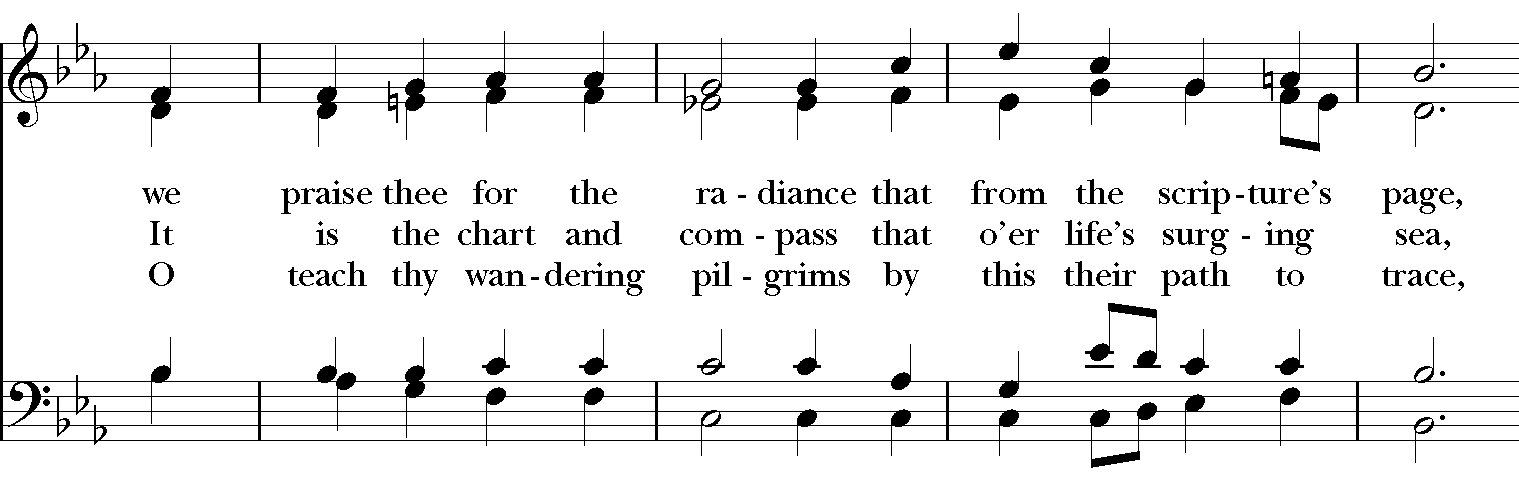 we praise thee for the ra - diance that from the scrip - ture's page,
It is the chart and com - pass that o'er life's surg - ing sea,
O teach thy wan - dering pil - grims by this their path to trace,